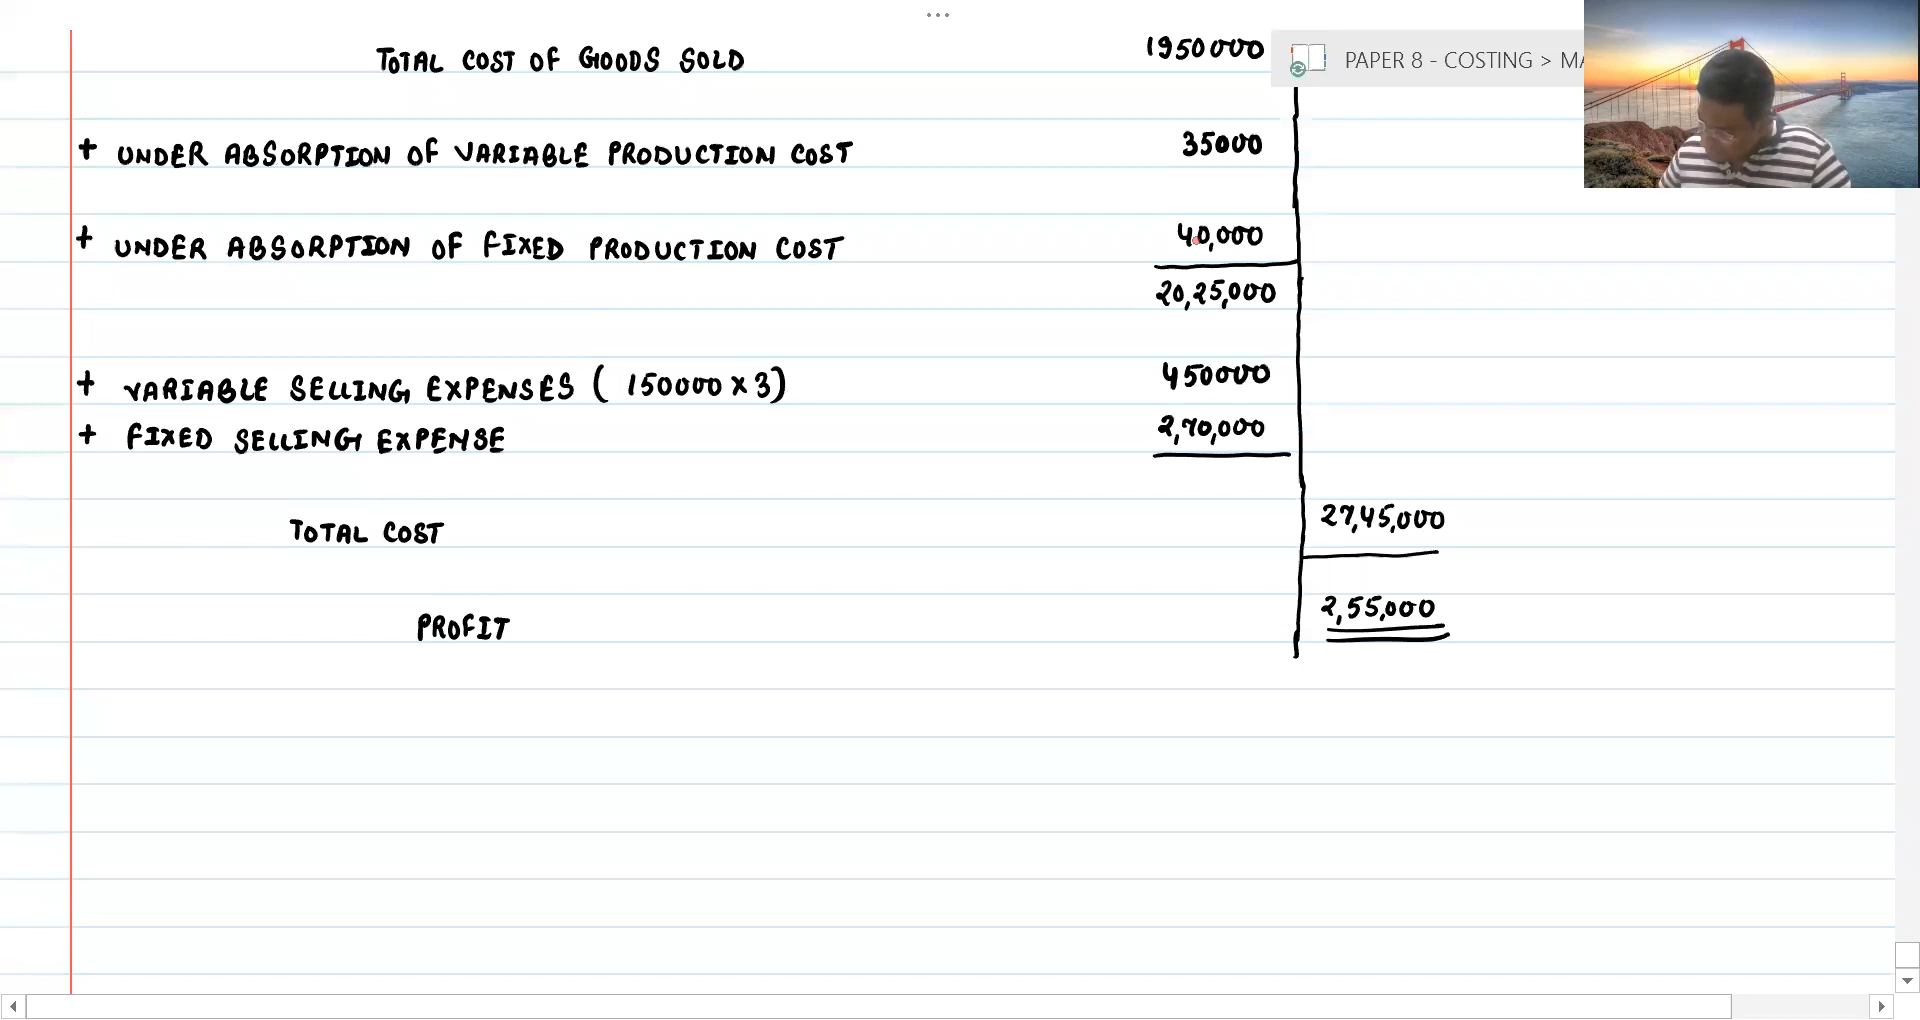 TOTAL COST OF GOODS SOLD 1950000
PAPER 8 - COSTING > MA
+ UNDER ABSORPTION OF VARIABLE PRODUCTION COST 35000
+ UNDER ABSORPTION OF FIXED PRODUCTION COST 40,000
20,25,000
+ VARIABLE SELLING EXPENSES ( 150000 x 3) 450000
+ FIXED SELLING EXPENSE 2,70,000
TOTAL COST 27,45,000
PROFIT 2,55,000